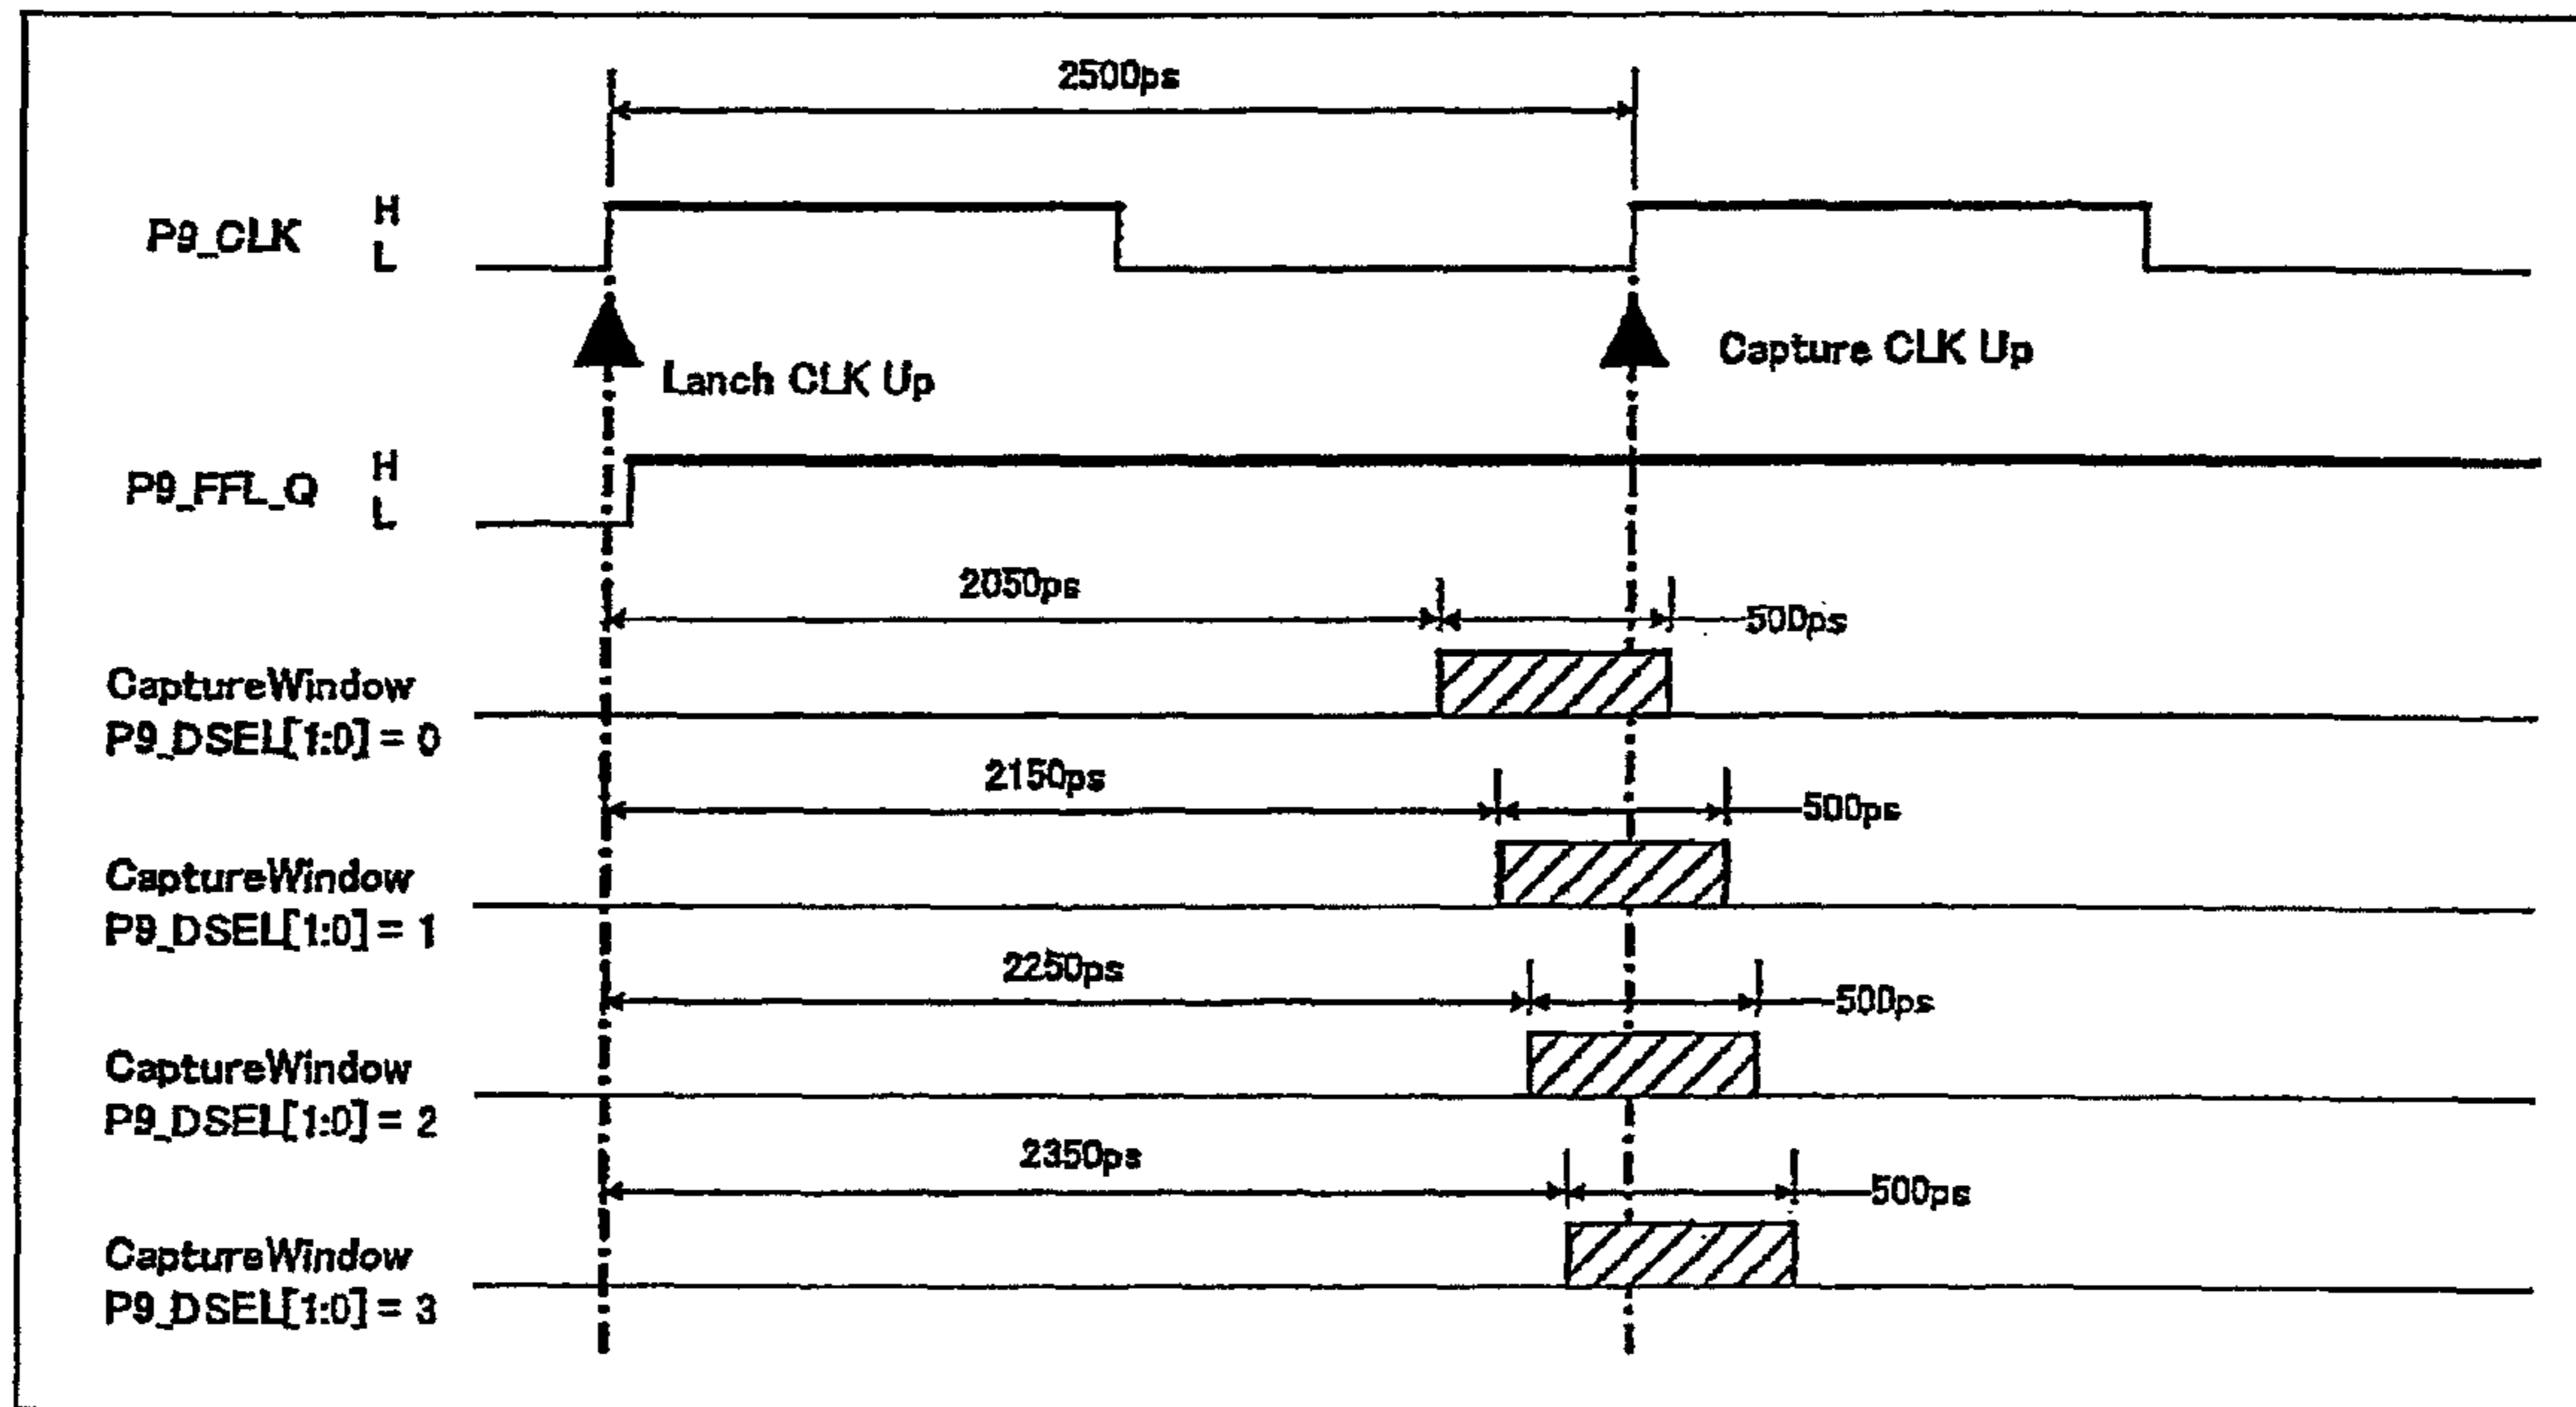 2500ps
P9_CLK
H
L
Lanch CLK Up
Capture CLK Up
P9_FFL_Q
H
L
2050ps
500ps
CaptureWindow
P9_DSEL[1:0] = 0
2150ps
500ps
CaptureWindow
P9_DSEL[1:0] = 1
2250ps
500ps
CaptureWindow
P9_DSEL[1:0] = 2
2350ps
500ps
CaptureWindow
P9_DSEL[1:0] = 3